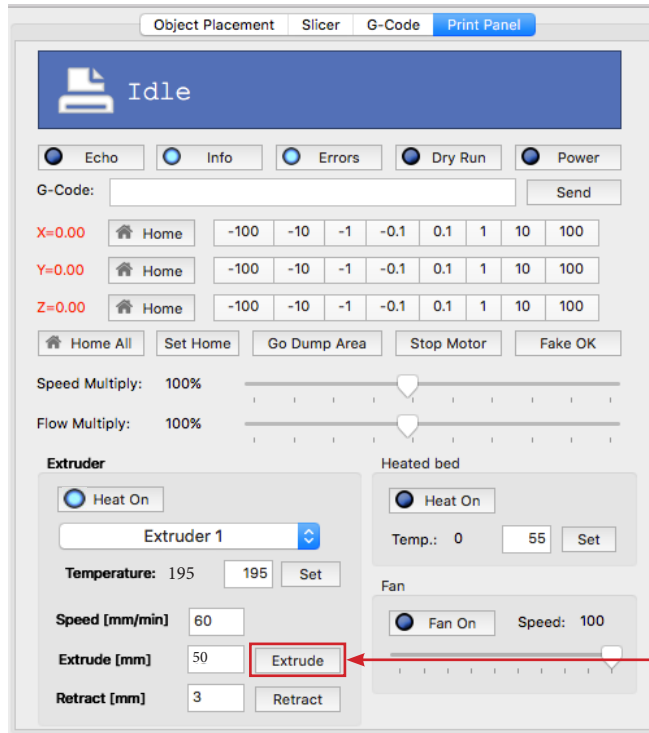 Object Placement Slicer G-Code Print Panel
Idle
Echo Info Errors Dry Run Power
G-Code: Send
X=0.00 Home -100 -10 -1 -0.1 0.1 1 10 100
Y=0.00 Home -100 -10 -1 -0.1 0.1 1 10 100
Z=0.00 Home -100 -10 -1 -0.1 0.1 1 10 100
Home All Set Home Go Dump Area Stop Motor Fake OK
Speed Multiply: 100%
Flow Multiply: 100%
Extruder
Heat On
Extruder 1
Temperature: 195 195 Set
Speed [mm/min] 60
Extrude [mm] 50 Extrude
Retract [mm] 3 Retract
Heated bed
Heat On
Temp.: 0 55 Set
Fan
Fan On Speed: 100